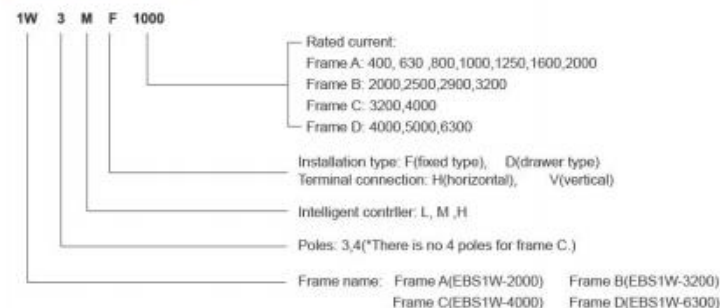 1W 3 M F 1000
Rated current:
Frame A: 400, 630 ,800,1000,1250,1600,2000
Frame B: 2000,2500,2900,3200
Frame C: 3200,4000
Frame D: 4000,5000,6300
Installation type: F(fixed type), D(drawer type)
Terminal connection: H(horizontal), V(vertical)
Intelligent contrller: L, M ,H
Poles: 3,4(*There is no 4 poles for frame C.)
Frame name: Frame A(EBS1W-2000) Frame B(EBS1W-3200)
Frame C(EBS1W-4000) Frame D(EBS1W-6300)